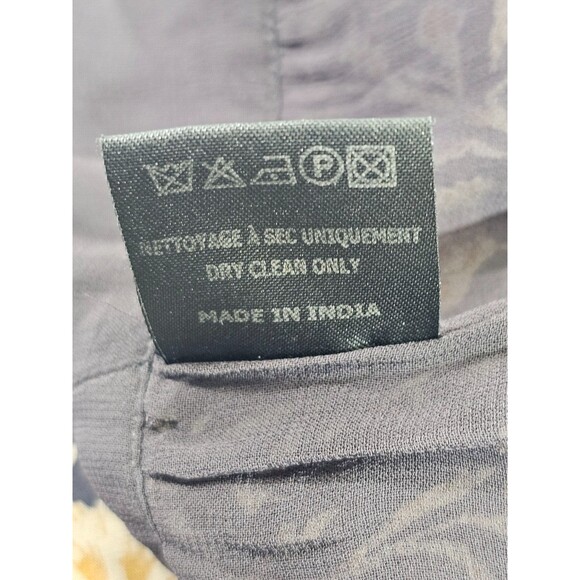 P
NETTOYAGE À SEC UNIQUEMENT
DRY CLEAN ONLY
MADE IN INDIA